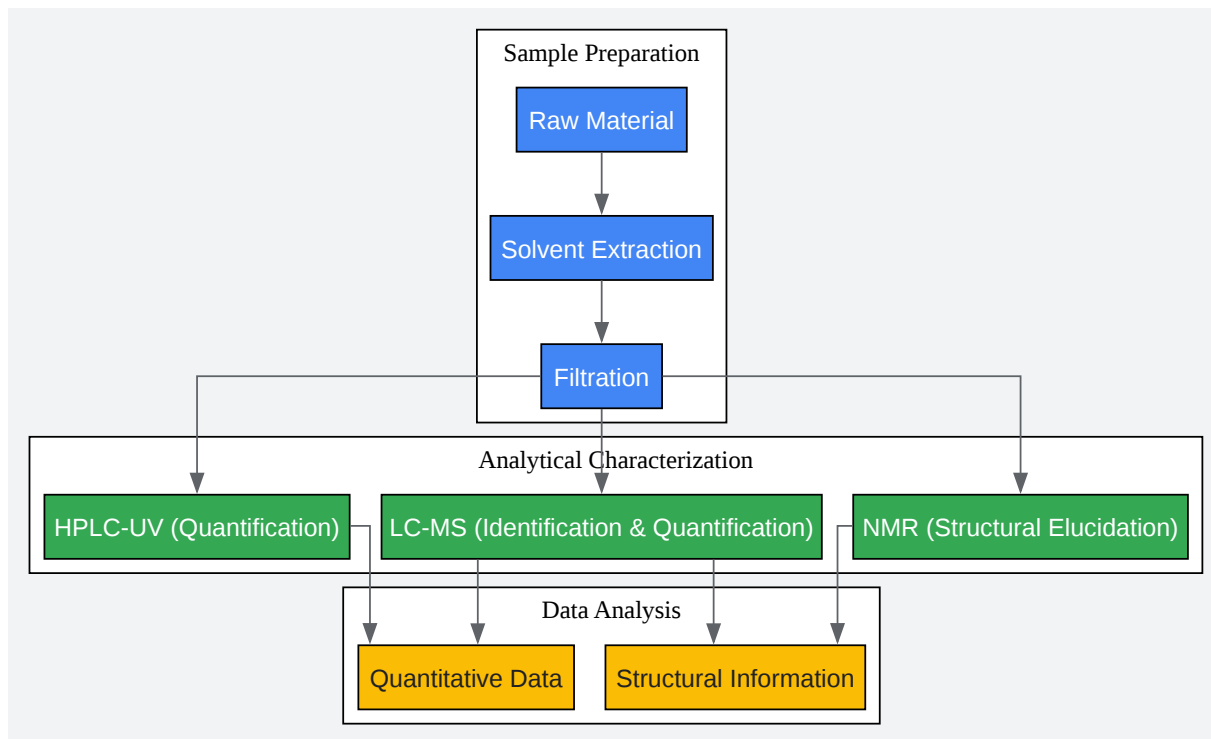 Sample Preparation
Raw Material
Solvent Extraction
Filtration
Analytical Characterization
HPLC-UV (Quantification)
LC-MS (Identification & Quantification)
NMR (Structural Elucidation)
Data Analysis
Quantitative Data
Structural Information